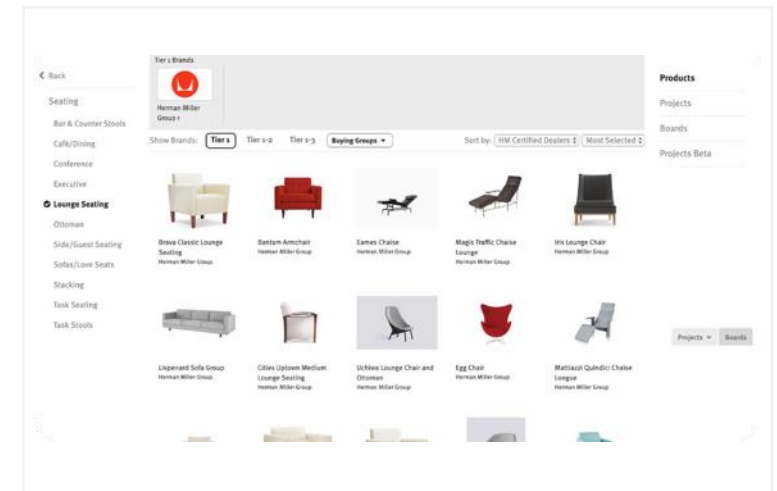 Back
Seating
Bar & Counter Stools
Café/Dining
Conference
Executive
Lounge Seating
Ottoman
Side/Guest Seating
Sofas/Love Seats
Stacking
Task Seating
Task Stools
Tier 1 Brands
Herman Miller
Group ›
Show Brands: Tier 1 Tier 1-2 Tier 1-3 Buying Groups
Sort by: HM Certified Dealers Most Selected
Brova Classic Lounge
Seating
Herman Miller Group
Bantam Armchair
Herman Miller Group
Eames Chaise
Herman Miller Group
Magis Traffic Chaise
Lounge
Herman Miller Group
Iris Lounge Chair
Herman Miller Group
Lispenard Sofa Group
Herman Miller Group
Cities Uptown Medium
Lounge Seating
Herman Miller Group
Uchiwa Lounge Chair and
Ottoman
Herman Miller Group
Egg Chair
Herman Miller Group
Mattiazzi Quindici Chaise
Longue
Herman Miller Group
Products
Projects
Boards
Projects Beta
Projects Boards